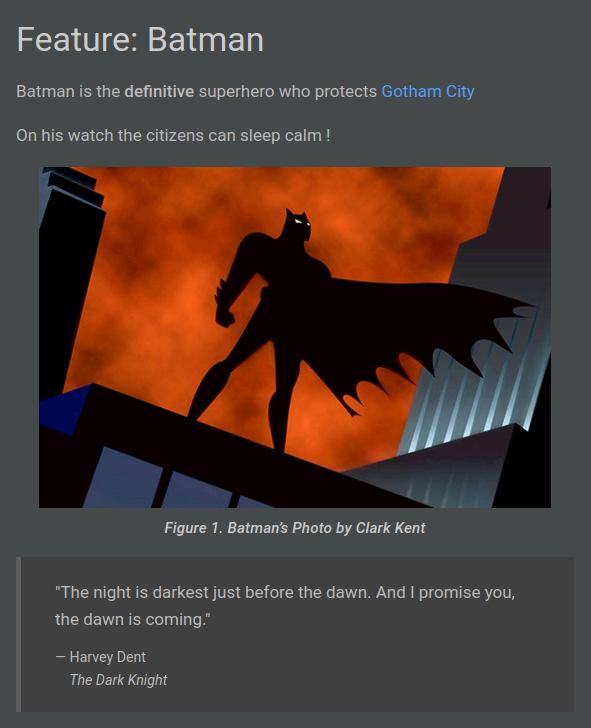 Feature: Batman
Batman is the definitive superhero who protects Gotham City
On his watch the citizens can sleep calm !
Figure 1. Batman's Photo by Clark Kent
"The night is darkest just before the dawn. And I promise you,
the dawn is coming."
— Harvey Dent
The Dark Knight